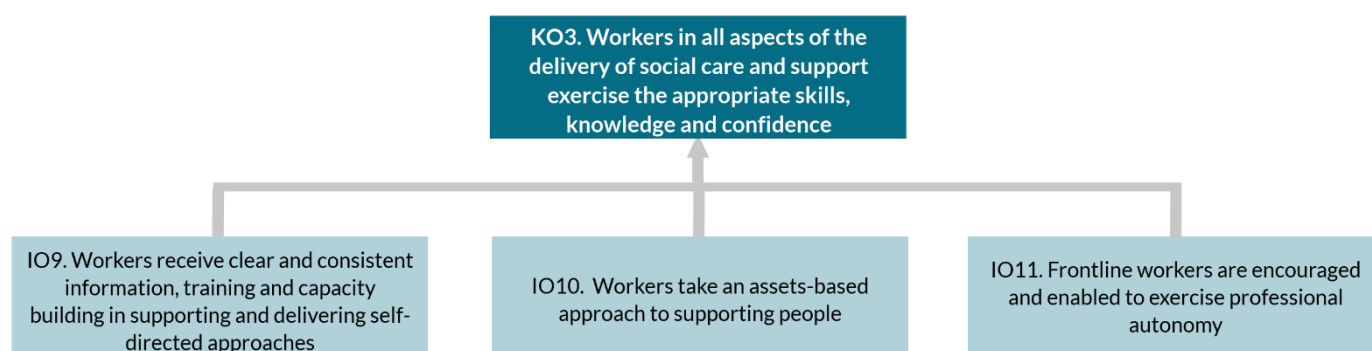 KO3. Workers in all aspects of the
delivery of social care and support
exercise the appropriate skills,
knowledge and confidence
IO9. Workers receive clear and consistent
information, training and capacity
building in supporting and delivering self-
directed approaches
IO10.  Workers take an assets-based
approach to supporting people
IO11. Frontline workers are encouraged
and enabled to exercise professional
autonomy